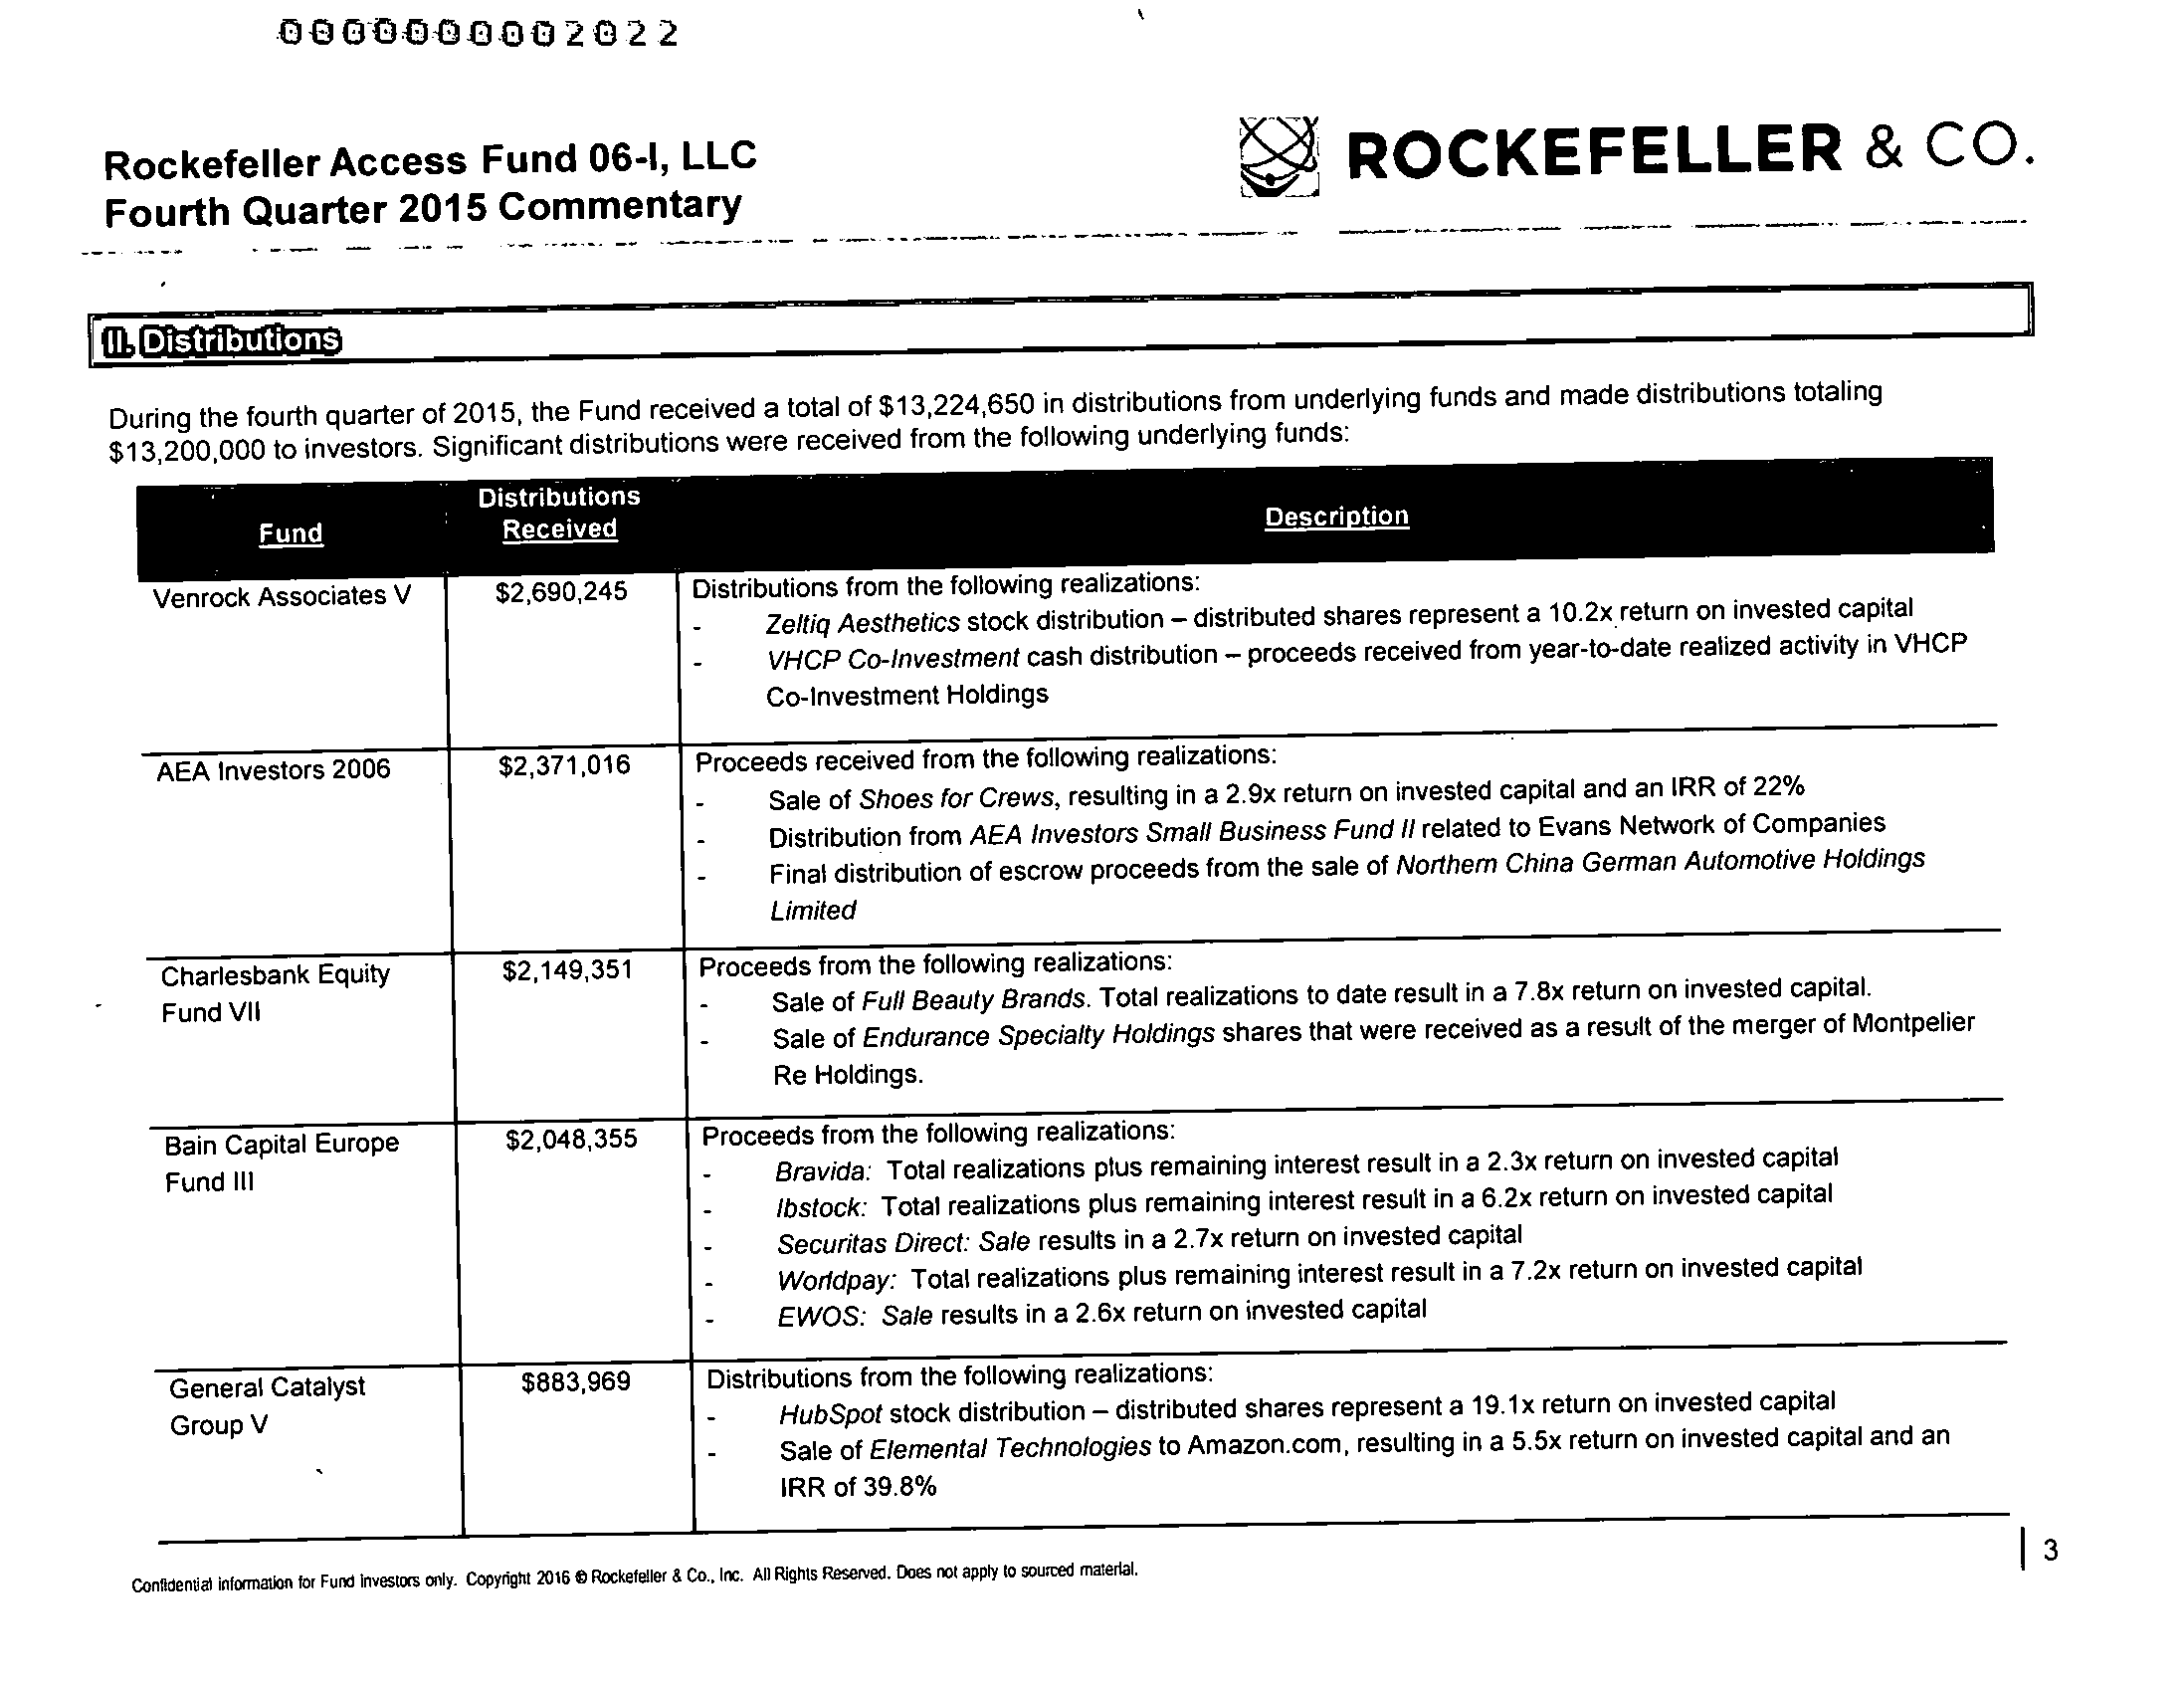 0000000002022
Rockefeller Access Fund 06-I, LLC
Fourth Quarter 2015 Commentary
ROCKEFELLER & CO.
II. Distributions
During the fourth quarter of 2015, the Fund received a total of $13,224,650 in distributions from underlying funds and made distributions totaling
$13,200,000 to investors. Significant distributions were received from the following underlying funds:
Fund
Distributions
Received
Description
Venrock Associates V
$2,690,245
Distributions from the following realizations:
- Zeltiq Aesthetics stock distribution – distributed shares represent a 10.2x return on invested capital
- VHCP Co-Investment cash distribution – proceeds received from year-to-date realized activity in VHCP
Co-Investment Holdings
AEA Investors 2006
$2,371,016
Proceeds received from the following realizations:
- Sale of Shoes for Crews, resulting in a 2.9x return on invested capital and an IRR of 22%
- Distribution from AEA Investors Small Business Fund II related to Evans Network of Companies
- Final distribution of escrow proceeds from the sale of Northern China German Automotive Holdings
Limited
Charlesbank Equity
Fund VII
$2,149,351
Proceeds from the following realizations:
- Sale of Full Beauty Brands. Total realizations to date result in a 7.8x return on invested capital.
- Sale of Endurance Specialty Holdings shares that were received as a result of the merger of Montpelier
Re Holdings.
Bain Capital Europe
Fund III
$2,048,355
Proceeds from the following realizations:
- Bravida: Total realizations plus remaining interest result in a 2.3x return on invested capital
- Ibstock: Total realizations plus remaining interest result in a 6.2x return on invested capital
- Securitas Direct: Sale results in a 2.7x return on invested capital
- Worldpay: Total realizations plus remaining interest result in a 7.2x return on invested capital
- EWOS: Sale results in a 2.6x return on invested capital
General Catalyst
Group V
$883,969
Distributions from the following realizations:
- HubSpot stock distribution – distributed shares represent a 19.1x return on invested capital
- Sale of Elemental Technologies to Amazon.com, resulting in a 5.5x return on invested capital and an
IRR of 39.8%
Confidential information for Fund investors only. Copyright 2016 © Rockefeller & Co., Inc. All Rights Reserved. Does not apply to sourced material.
| 3